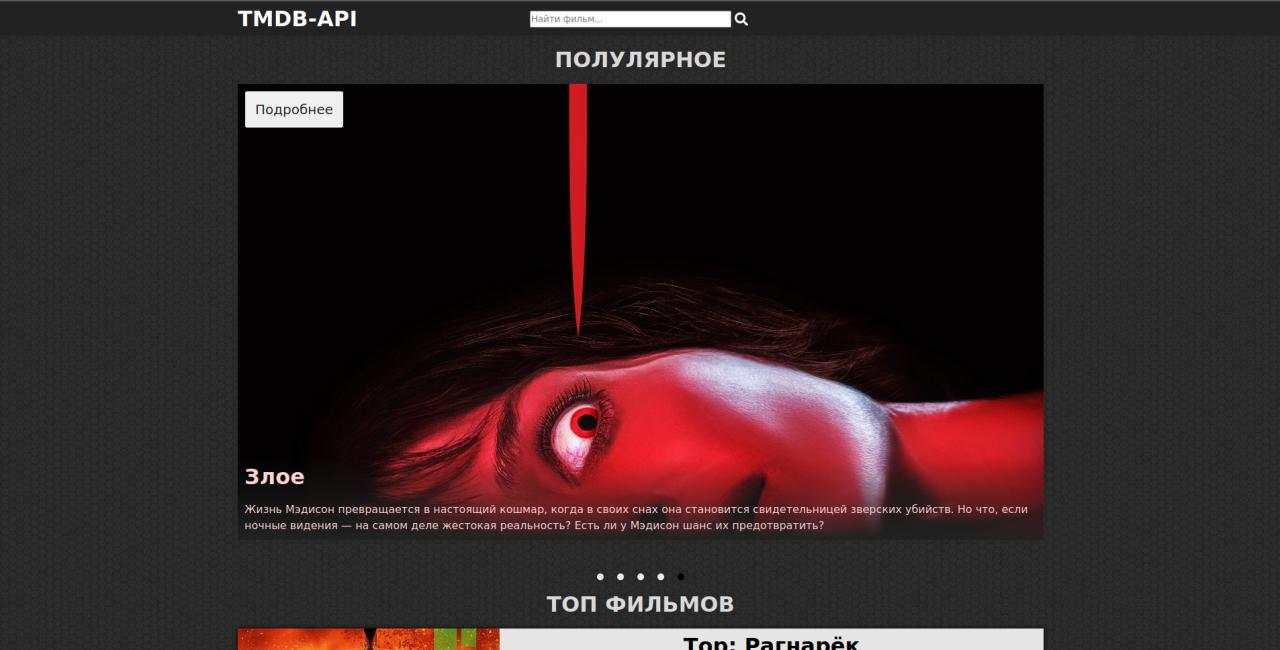 TMDB-API
Найти фильм...
ПОЛУЛЯРНОЕ
Подробнее
Злое
Жизнь Мэдисон превращается в настоящий кошмар, когда в своих снах она становится свидетельницей зверских убийств. Но что, если
ночные видения — на самом деле жестокая реальность? Есть ли у Мэдисон шанс их предотвратить?
ТОП ФИЛЬМОВ
Тор: Рагнарёк